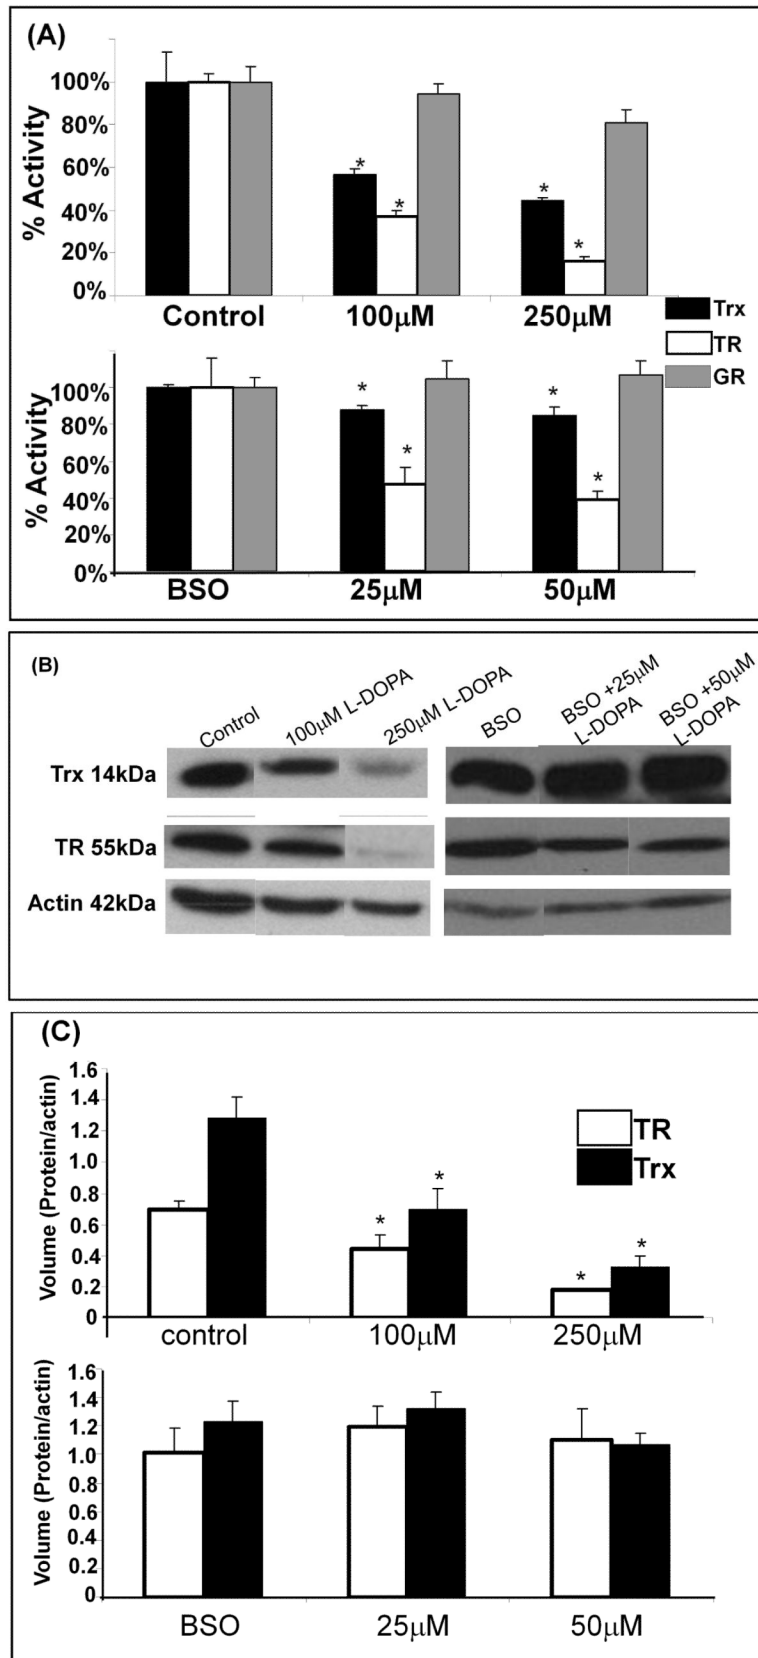 (A)
% Activity
100%
80%
60%
40%
20%
0%
* * * *
Control 100μM 250μM
Trx
TR
GR
% Activity
100%
80%
60%
40%
20%
0%
* * * *
BSO 25μM 50μM
(B)
Control 100μM L-DOPA 250μM L-DOPA BSO BSO +25μM L-DOPA BSO +50μM L-DOPA
Trx 14kDa
TR 55kDa
Actin 42kDa
(C)
Volume (Protein/actin)
1.6
1.4
1.2
1.0
0.8
0.6
0.4
0.2
0
* * * *
TR
Trx
control 100μM 250μM
Volume (Protein/actin)
1.6
1.4
1.2
1.0
0.8
0.6
0.4
0.2
0
BSO 25μM 50μM